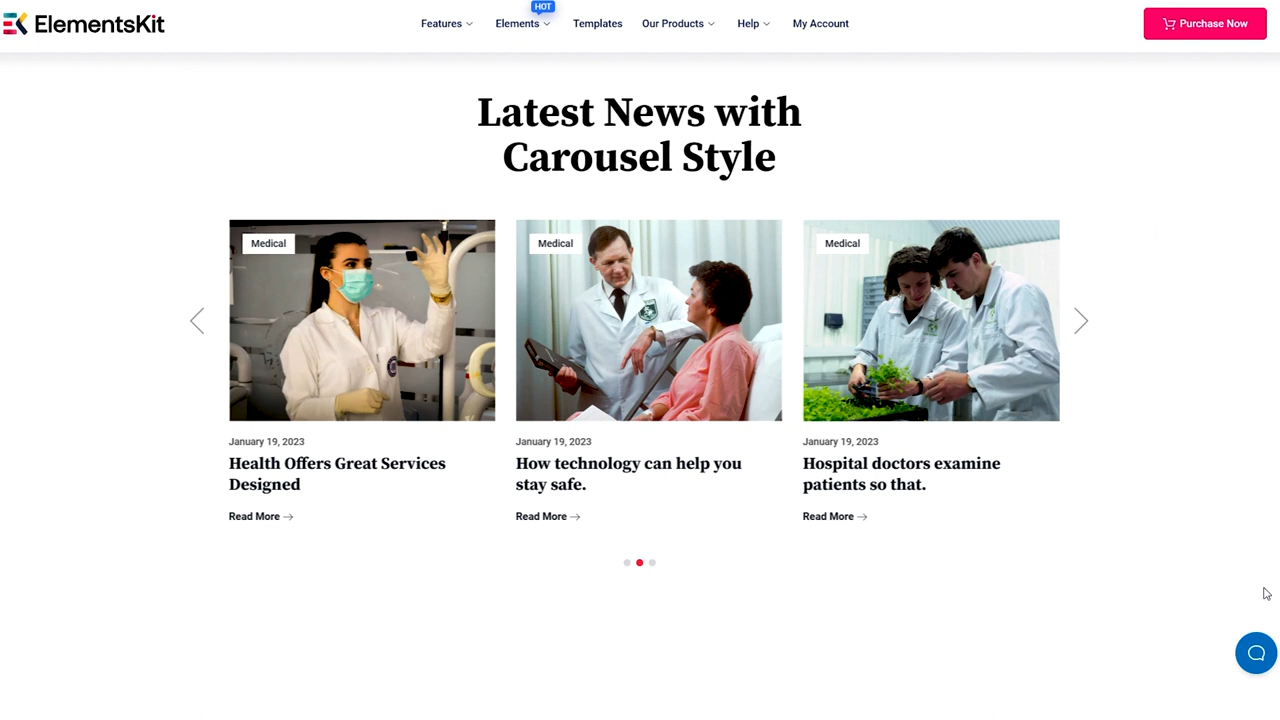 ElementsKit
Features
Elements
HOT
Templates
Our Products
Help
My Account
Purchase Now
Latest News with
Carousel Style
Medical
January 19, 2023
Health Offers Great Services
Designed
Read More
Medical
January 19, 2023
How technology can help you
stay safe.
Read More
Medical
January 19, 2023
Hospital doctors examine
patients so that.
Read More